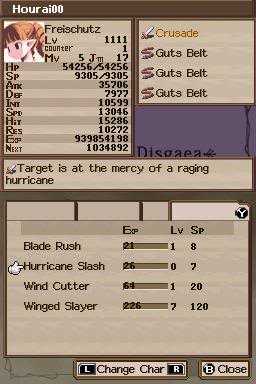 Hourai00
Freischutz
Lv 1111
counter 1
Mv 5 Jm 17
HP 54256/54256
SP 9305/9305
Atk 35706
Def 7977
Int 10599
Spd 13046
Hit 15286
Res 10272
Exp 939854198
Next 1034892
Crusade
Guts Belt
Guts Belt
Guts Belt
Disgaea
Target is at the mercy of a raging
hurricane
Y
Exp Lv SP
Blade Rush 21 1 8
Hurricane Slash 26 0 7
Wind Cutter 64 1 20
Winged Slayer 226 7 120
L Change Char R
B Close